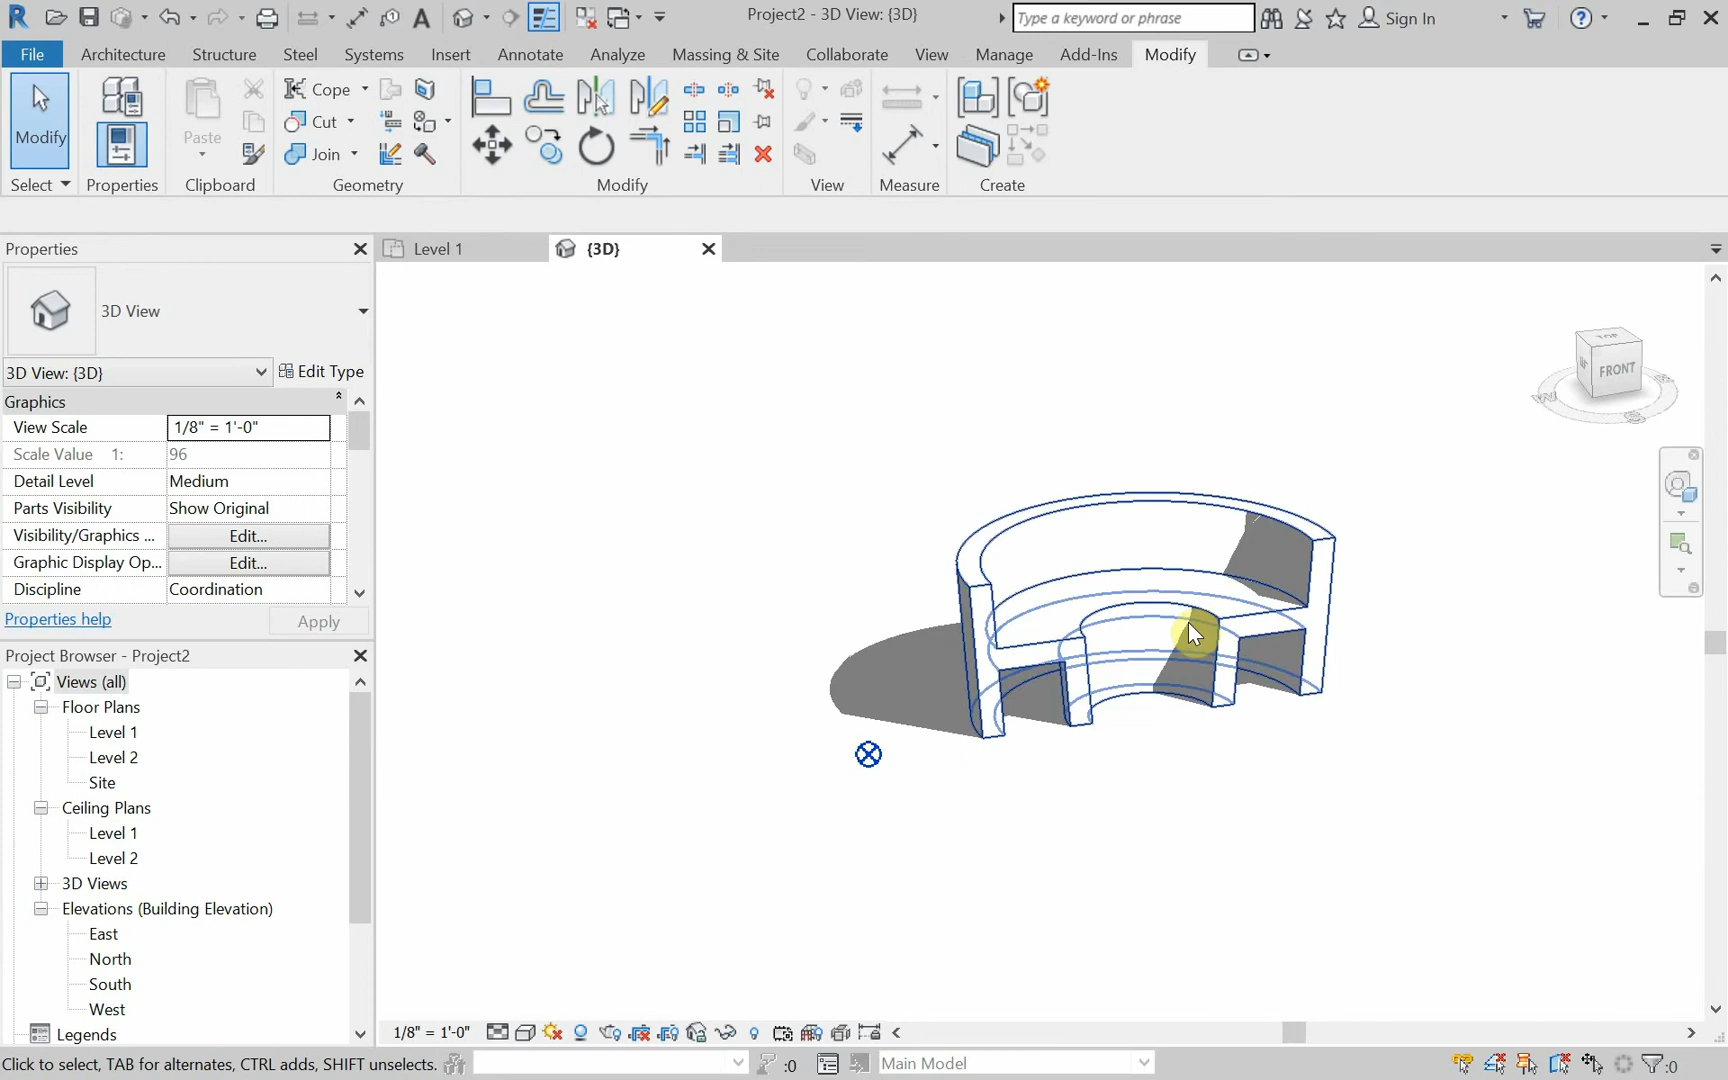 Project2 - 3D View: {3D}
Type a keyword or phrase
Sign In
File
Architecture
Structure
Steel
Systems
Insert
Annotate
Analyze
Massing & Site
Collaborate
View
Manage
Add-Ins
Modify
Modify
Paste
Cope
Cut
Join
Select
Properties
Clipboard
Geometry
Modify
View
Measure
Create
Properties
Level 1
{3D}
3D View
3D View: {3D}
Edit Type
Graphics
View Scale 1/8" = 1'-0"
Scale Value 1: 96
Detail Level Medium
Parts Visibility Show Original
Visibility/Graphics ... Edit...
Graphic Display Op... Edit...
Discipline Coordination
Properties help
Apply
Project Browser - Project2
Views (all)
Floor Plans
Level 1
Level 2
Site
Ceiling Plans
Level 1
Level 2
3D Views
Elevations (Building Elevation)
East
North
South
West
Legends
TOP
FRONT
1/8" = 1'-0"
Click to select, TAB for alternates, CTRL adds, SHIFT unselects.
:0
Main Model
:0